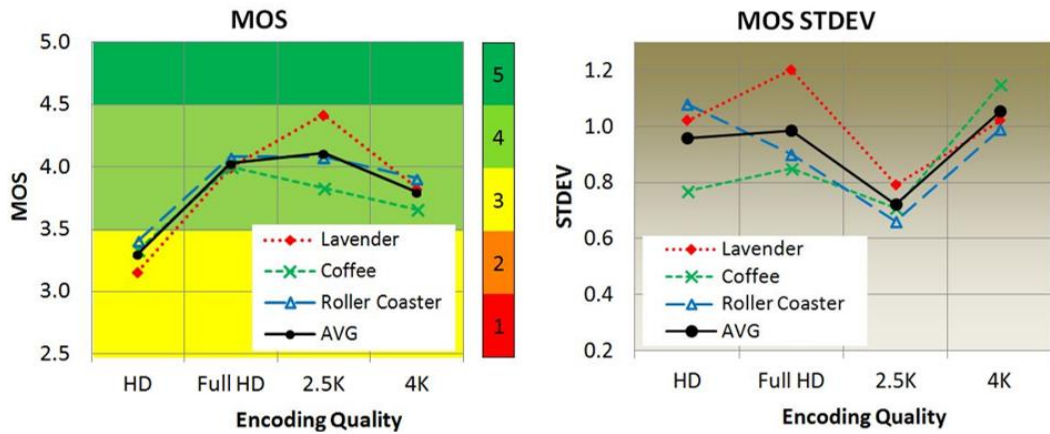 MOS
5.0
4.5
4.0
3.5
3.0
2.5
MOS
HD Full HD 2.5K 4K
Encoding Quality
Lavender
Coffee
Roller Coaster
AVG
5
4
3
2
1
MOS STDEV
1.2
1.0
0.8
0.6
0.4
0.2
STDEV
HD Full HD 2.5K 4K
Encoding Quality
Lavender
Coffee
Roller Coaster
AVG